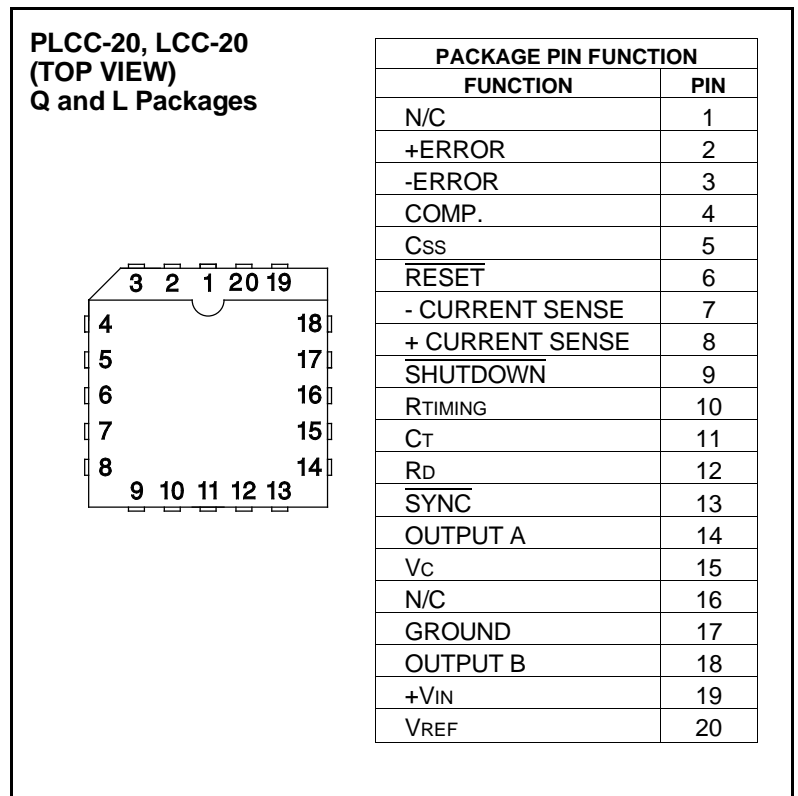 PLCC-20, LCC-20
(TOP VIEW)
Q and L Packages
3 2 1 20 19
4 18
5 17
6 16
7 15
8 14
9 10 11 12 13
PACKAGE PIN FUNCTION
FUNCTION PIN
N/C 1
+ERROR 2
-ERROR 3
COMP. 4
CSS 5
RESET 6
- CURRENT SENSE 7
+ CURRENT SENSE 8
SHUTDOWN 9
RTIMING 10
CT 11
RD 12
SYNC 13
OUTPUT A 14
VC 15
N/C 16
GROUND 17
OUTPUT B 18
+VIN 19
VREF 20